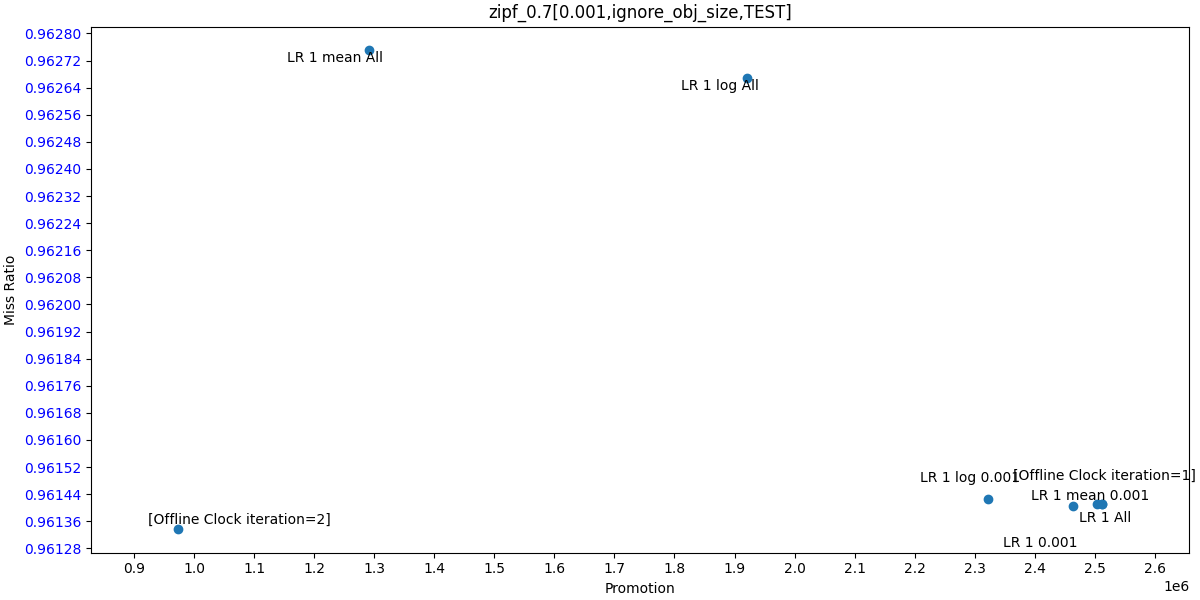 zipf_0.7[0.001,ignore_obj_size,TEST]
Miss Ratio
0.96280
0.96272
0.96264
0.96256
0.96248
0.96240
0.96232
0.96224
0.96216
0.96208
0.96200
0.96192
0.96184
0.96176
0.96168
0.96160
0.96152
0.96144
0.96136
0.96128
LR 1 mean All
LR 1 log All
LR 1 log 0.001
[Offline Clock iteration=1]
LR 1 mean 0.001
LR 1 All
LR 1 0.001
[Offline Clock iteration=2]
0.9 1.0 1.1 1.2 1.3 1.4 1.5 1.6 1.7 1.8 1.9 2.0 2.1 2.2 2.3 2.4 2.5 2.6
1e6
Promotion